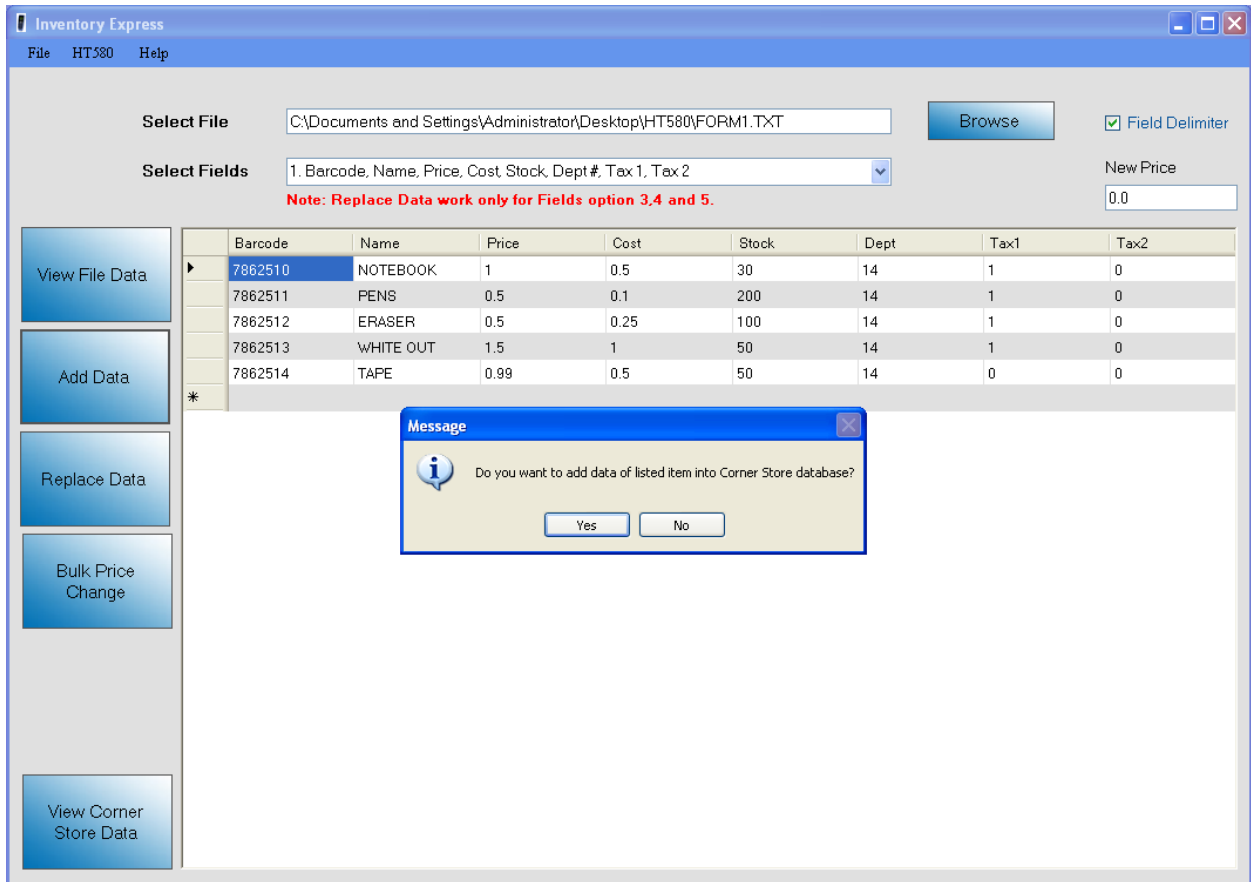 Inventory Express
File HT580 Help
Select File C:\Documents and Settings\Administrator\Desktop\HT580\FORM1.TXT Browse Field Delimiter
Select Fields 1. Barcode, Name, Price, Cost, Stock, Dept #, Tax 1, Tax 2 New Price
Note: Replace Data work only for Fields option 3,4 and 5. 0.0
View File Data
Add Data
Replace Data
Bulk Price
Change
View Corner
Store Data
Barcode Name Price Cost Stock Dept Tax1 Tax2
7862510 NOTEBOOK 1 0.5 30 14 1 0
7862511 PENS 0.5 0.1 200 14 1 0
7862512 ERASER 0.5 0.25 100 14 1 0
7862513 WHITE OUT 1.5 1 50 14 1 0
7862514 TAPE 0.99 0.5 50 14 0 0
Message
Do you want to add data of listed item into Corner Store database?
Yes No